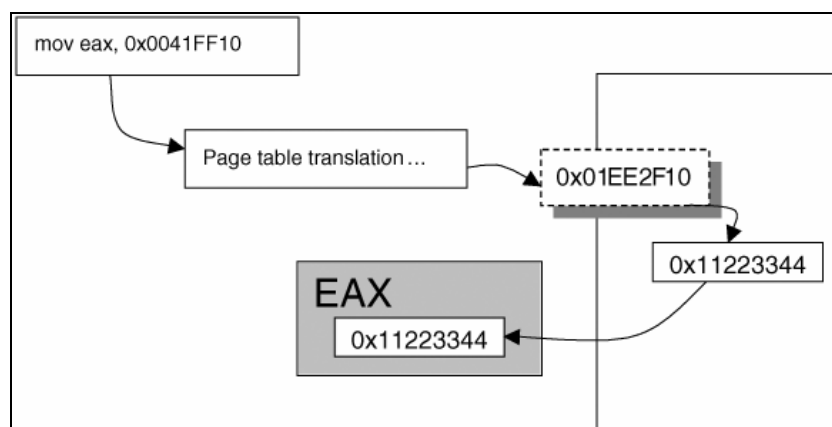 mov eax, 0x0041FF10
Page table translation...
0x01EE2F10
0x11223344
EAX
0x11223344